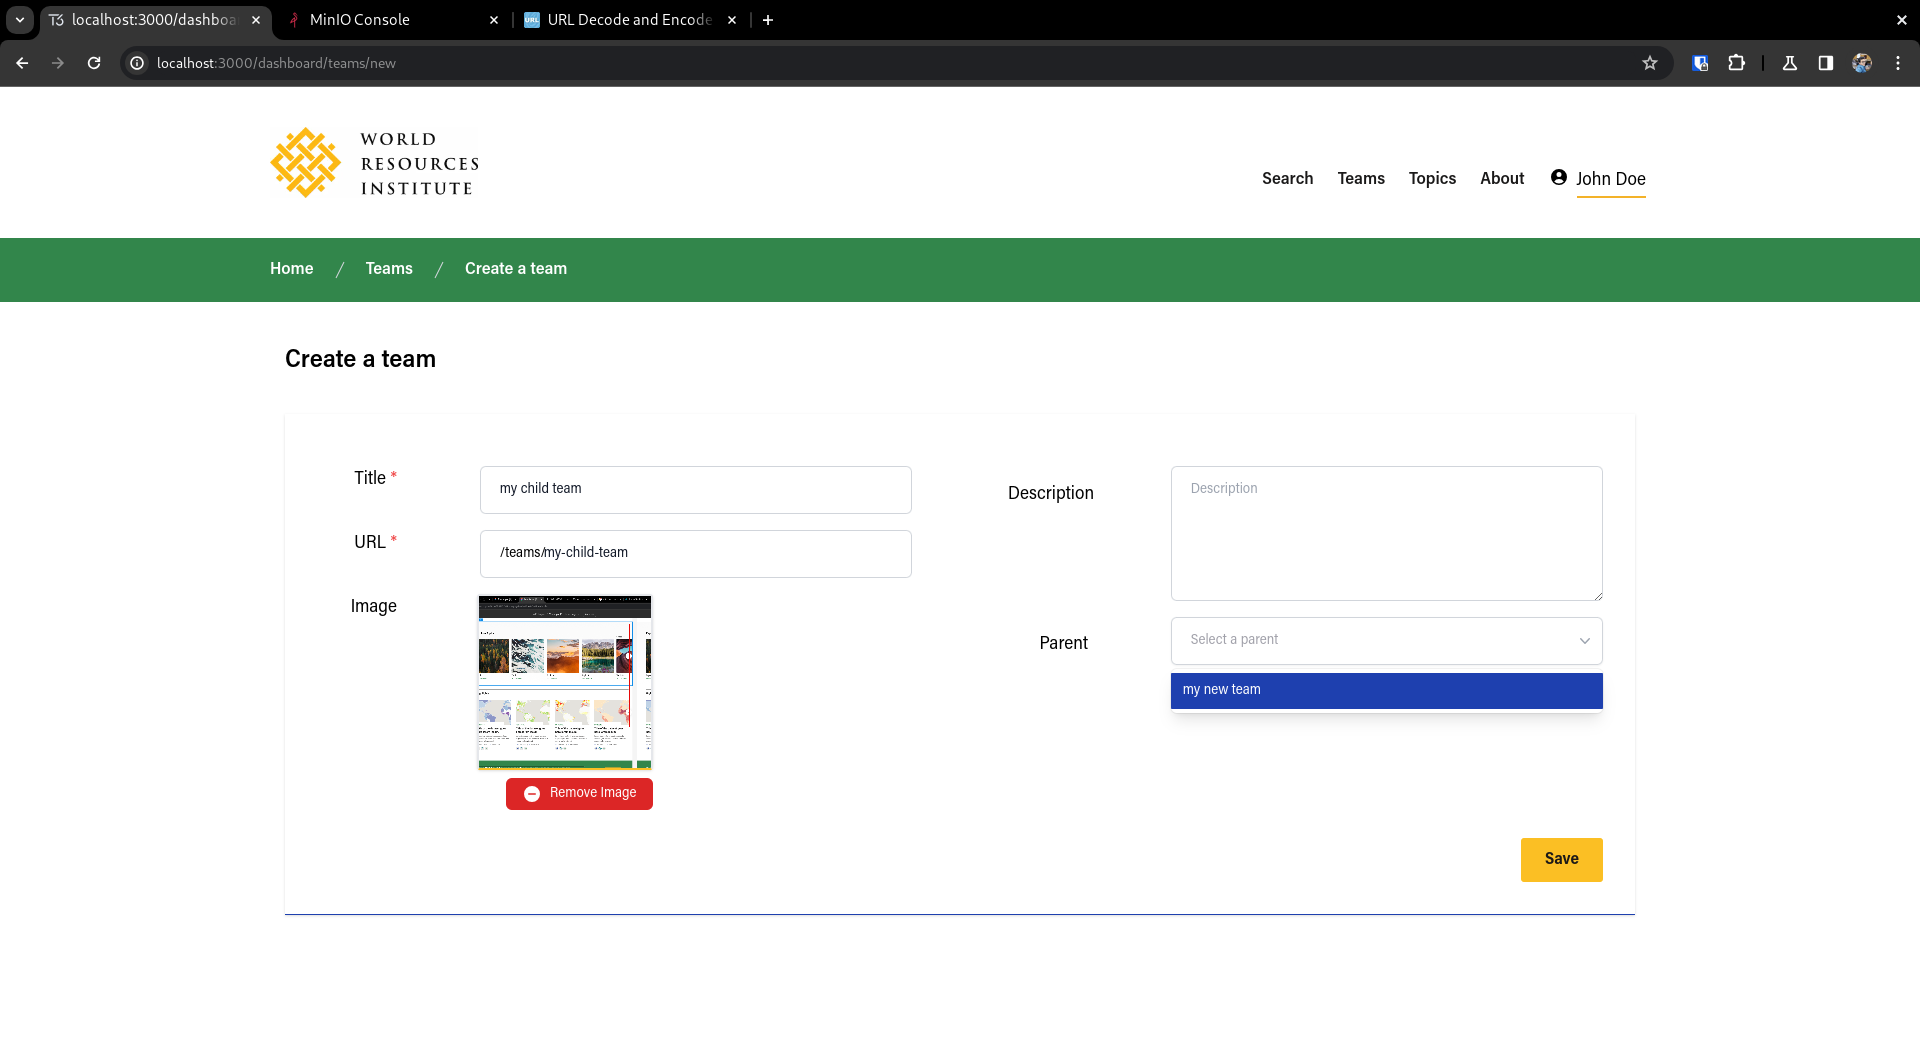 localhost:3000/dashboa
MinIO Console
URL Decode and Encode
localhost:3000/dashboard/teams/new
WORLD
RESOURCES
INSTITUTE
Search
Teams
Topics
About
John Doe
Home / Teams / Create a team
Create a team
Title *
my child team
URL *
/teams/my-child-team
Image
Remove Image
Description
Description
Parent
Select a parent
my new team
Save